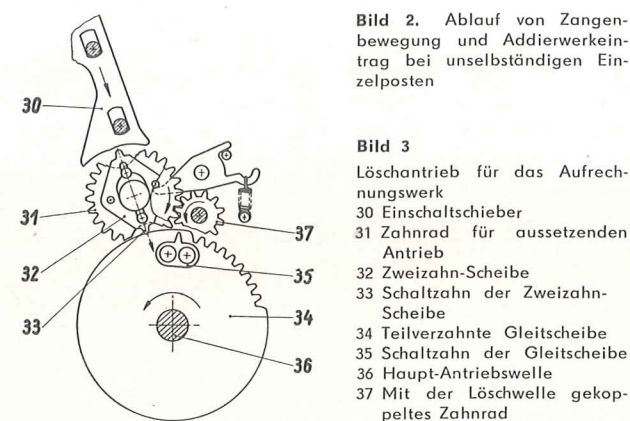 30
31
32
33
37
35
34
36
Bild 2. Ablauf von Zangen-
bewegung und Addierwerkein-
trag bei unselbständigen Ein-
zelposten
Bild 3
Löschantrieb für das Aufrech-
nungswerk
30 Einschaltschieber
31 Zahnrad für aussetzenden
Antrieb
32 Zweizahn-Scheibe
33 Schaltzahn der Zweizahn-
Scheibe
34 Teilverzahnte Gleitscheibe
35 Schaltzahn der Gleitscheibe
36 Haupt-Antriebswelle
37 Mit der Löschwelle gekop-
peltes Zahnrad